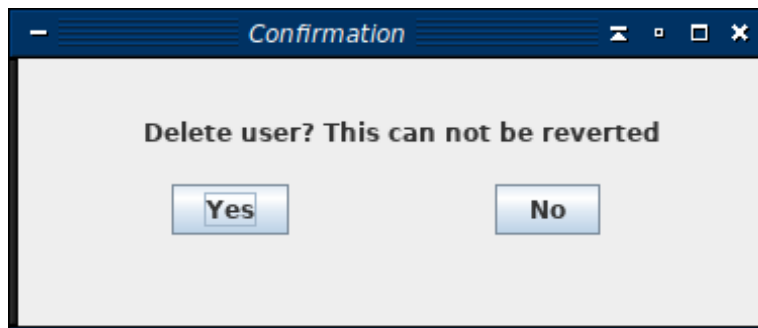 Confirmation
Delete user? This can not be reverted
Yes
No